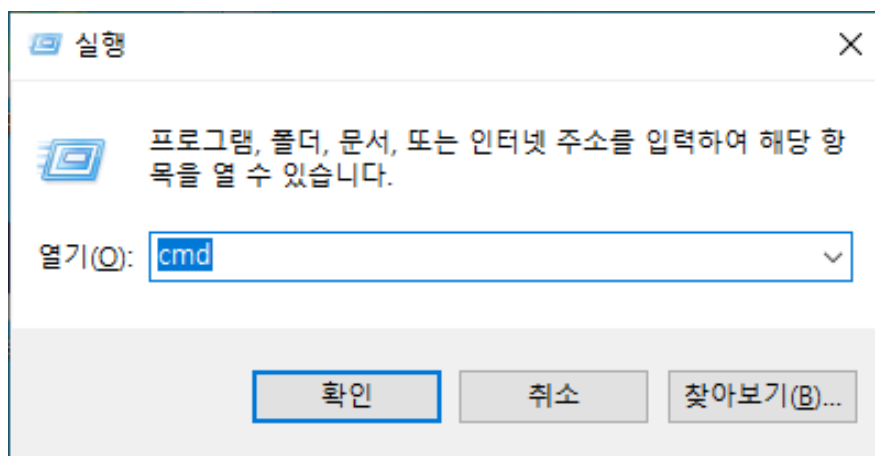 실행
프로그램, 폴더, 문서, 또는 인터넷 주소를 입력하여 해당 항
목을 열 수 있습니다.
열기(O): cmd
확인 취소 찾아보기(B)...